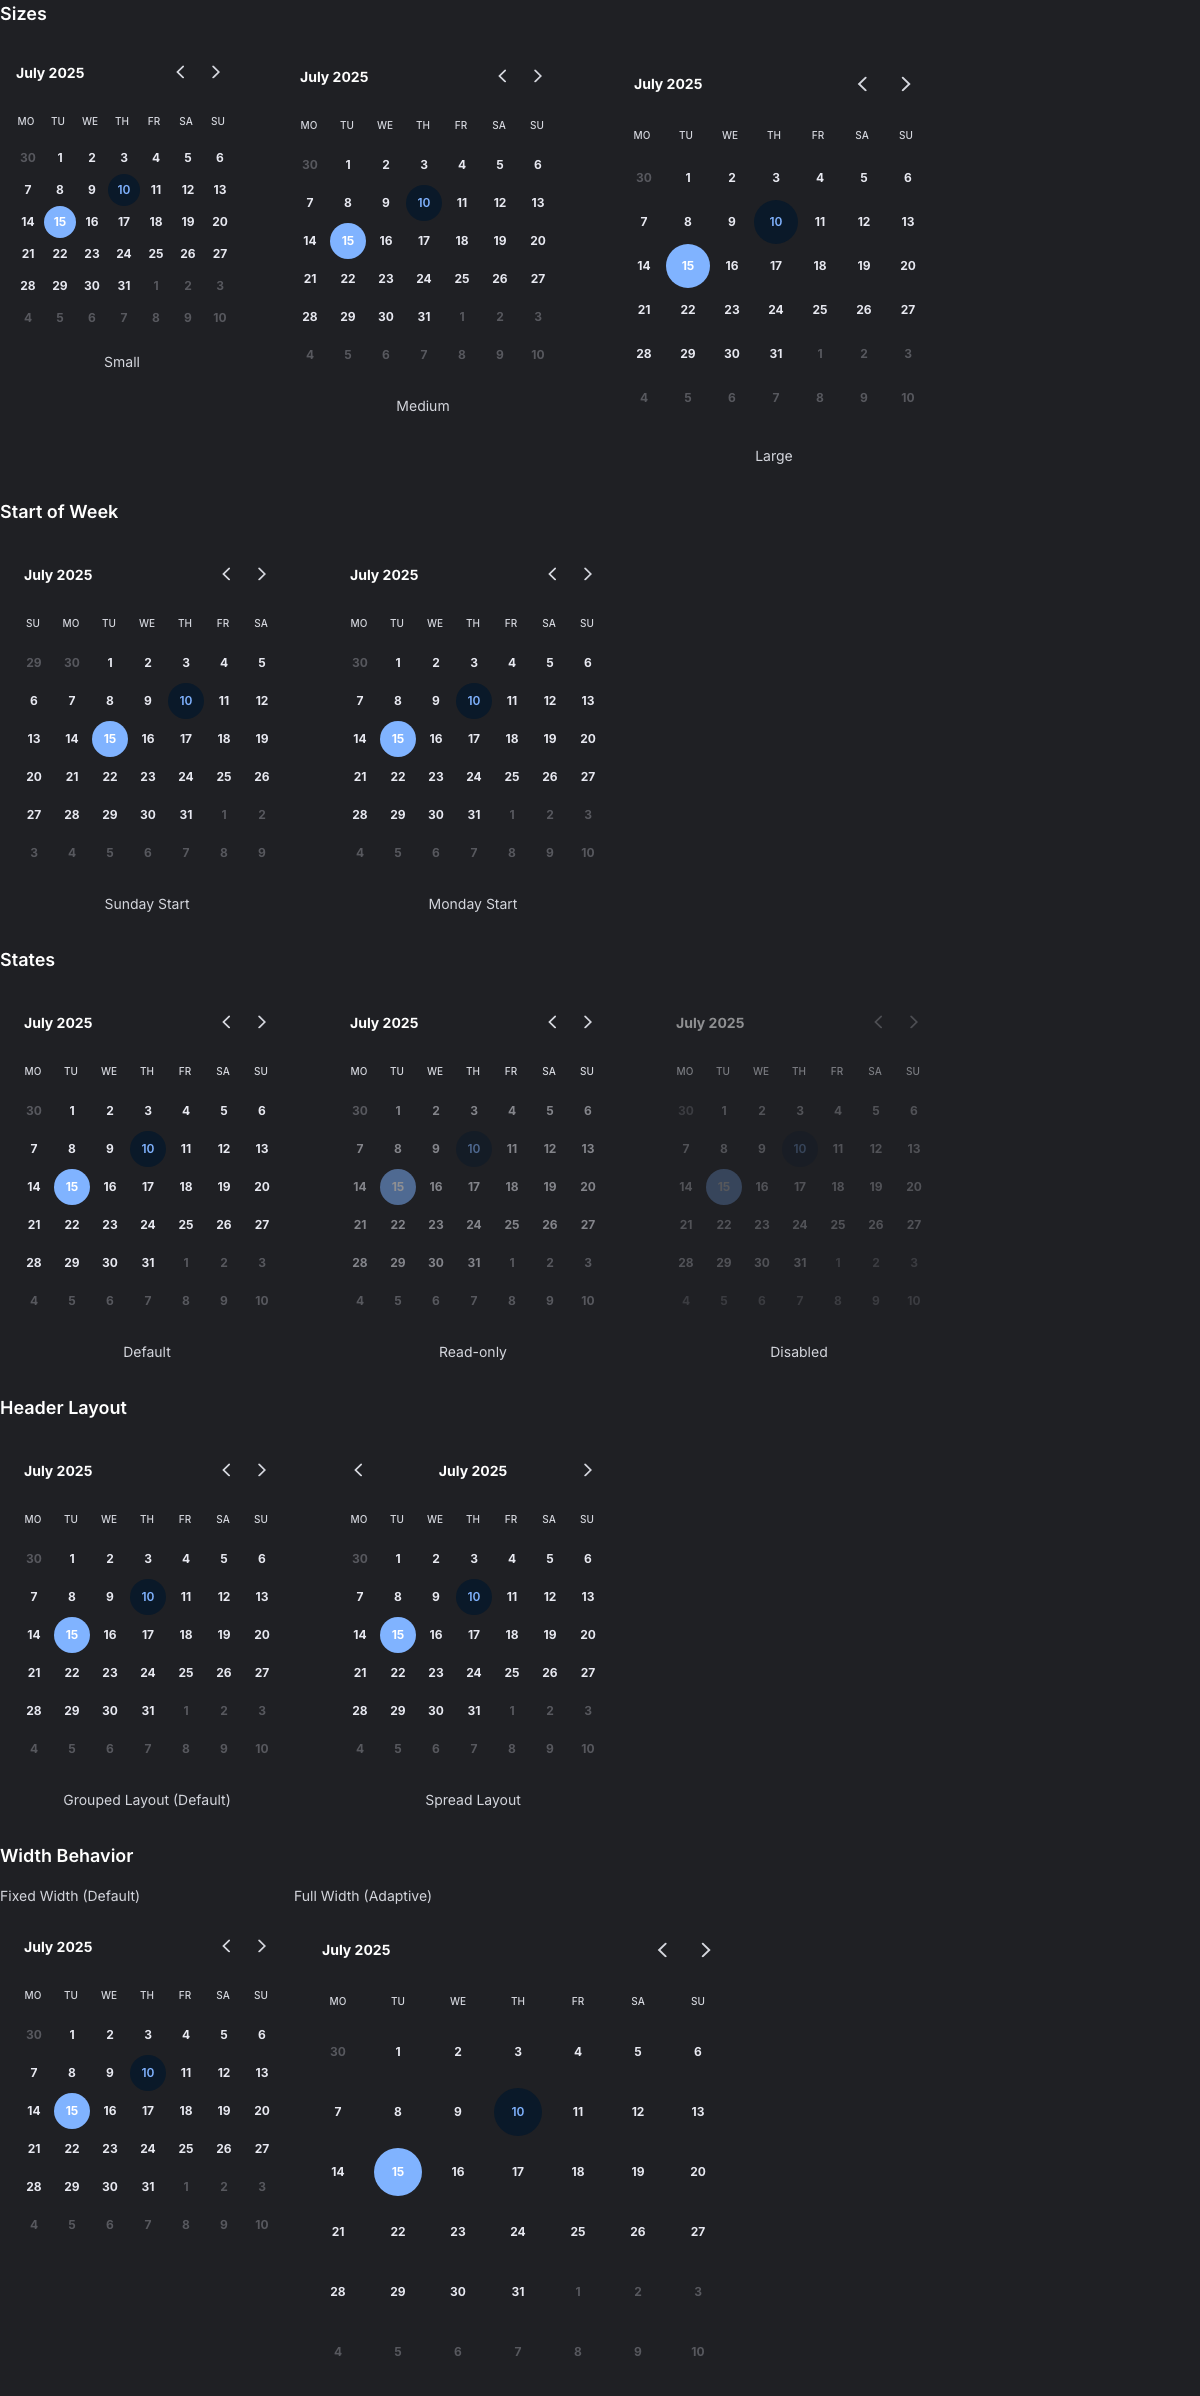 Sizes
July 2025
MO TU WE TH FR SA SU
30 1 2 3 4 5 6
7 8 9 10 11 12 13
14 15 16 17 18 19 20
21 22 23 24 25 26 27
28 29 30 31 1 2 3
4 5 6 7 8 9 10
Small
July 2025
MO TU WE TH FR SA SU
30 1 2 3 4 5 6
7 8 9 10 11 12 13
14 15 16 17 18 19 20
21 22 23 24 25 26 27
28 29 30 31 1 2 3
4 5 6 7 8 9 10
Medium
July 2025
MO TU WE TH FR SA SU
30 1 2 3 4 5 6
7 8 9 10 11 12 13
14 15 16 17 18 19 20
21 22 23 24 25 26 27
28 29 30 31 1 2 3
4 5 6 7 8 9 10
Large
Start of Week
July 2025
SU MO TU WE TH FR SA
29 30 1 2 3 4 5
6 7 8 9 10 11 12
13 14 15 16 17 18 19
20 21 22 23 24 25 26
27 28 29 30 31 1 2
3 4 5 6 7 8 9
Sunday Start
July 2025
MO TU WE TH FR SA SU
30 1 2 3 4 5 6
7 8 9 10 11 12 13
14 15 16 17 18 19 20
21 22 23 24 25 26 27
28 29 30 31 1 2 3
4 5 6 7 8 9 10
Monday Start
States
July 2025
MO TU WE TH FR SA SU
30 1 2 3 4 5 6
7 8 9 10 11 12 13
14 15 16 17 18 19 20
21 22 23 24 25 26 27
28 29 30 31 1 2 3
4 5 6 7 8 9 10
Default
July 2025
MO TU WE TH FR SA SU
30 1 2 3 4 5 6
7 8 9 10 11 12 13
14 15 16 17 18 19 20
21 22 23 24 25 26 27
28 29 30 31 1 2 3
4 5 6 7 8 9 10
Read-only
July 2025
MO TU WE TH FR SA SU
30 1 2 3 4 5 6
7 8 9 10 11 12 13
14 15 16 17 18 19 20
21 22 23 24 25 26 27
28 29 30 31 1 2 3
4 5 6 7 8 9 10
Disabled
Header Layout
July 2025
MO TU WE TH FR SA SU
30 1 2 3 4 5 6
7 8 9 10 11 12 13
14 15 16 17 18 19 20
21 22 23 24 25 26 27
28 29 30 31 1 2 3
4 5 6 7 8 9 10
Grouped Layout (Default)
July 2025
MO TU WE TH FR SA SU
30 1 2 3 4 5 6
7 8 9 10 11 12 13
14 15 16 17 18 19 20
21 22 23 24 25 26 27
28 29 30 31 1 2 3
4 5 6 7 8 9 10
Spread Layout
Width Behavior
Fixed Width (Default)
July 2025
MO TU WE TH FR SA SU
30 1 2 3 4 5 6
7 8 9 10 11 12 13
14 15 16 17 18 19 20
21 22 23 24 25 26 27
28 29 30 31 1 2 3
4 5 6 7 8 9 10
Full Width (Adaptive)
July 2025
MO TU WE TH FR SA SU
30 1 2 3 4 5 6
7 8 9 10 11 12 13
14 15 16 17 18 19 20
21 22 23 24 25 26 27
28 29 30 31 1 2 3
4 5 6 7 8 9 10